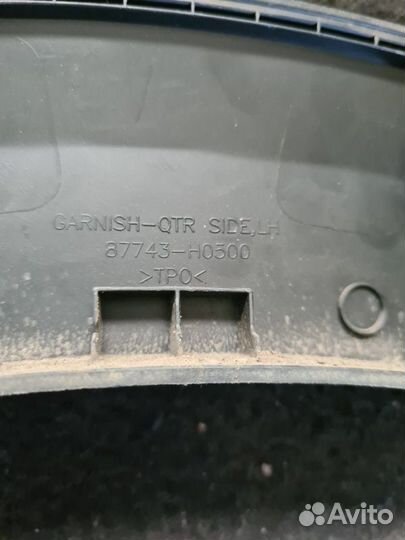 GARNISH-QTR SIDE,LH
87743-H0500
>TPO<
Avito